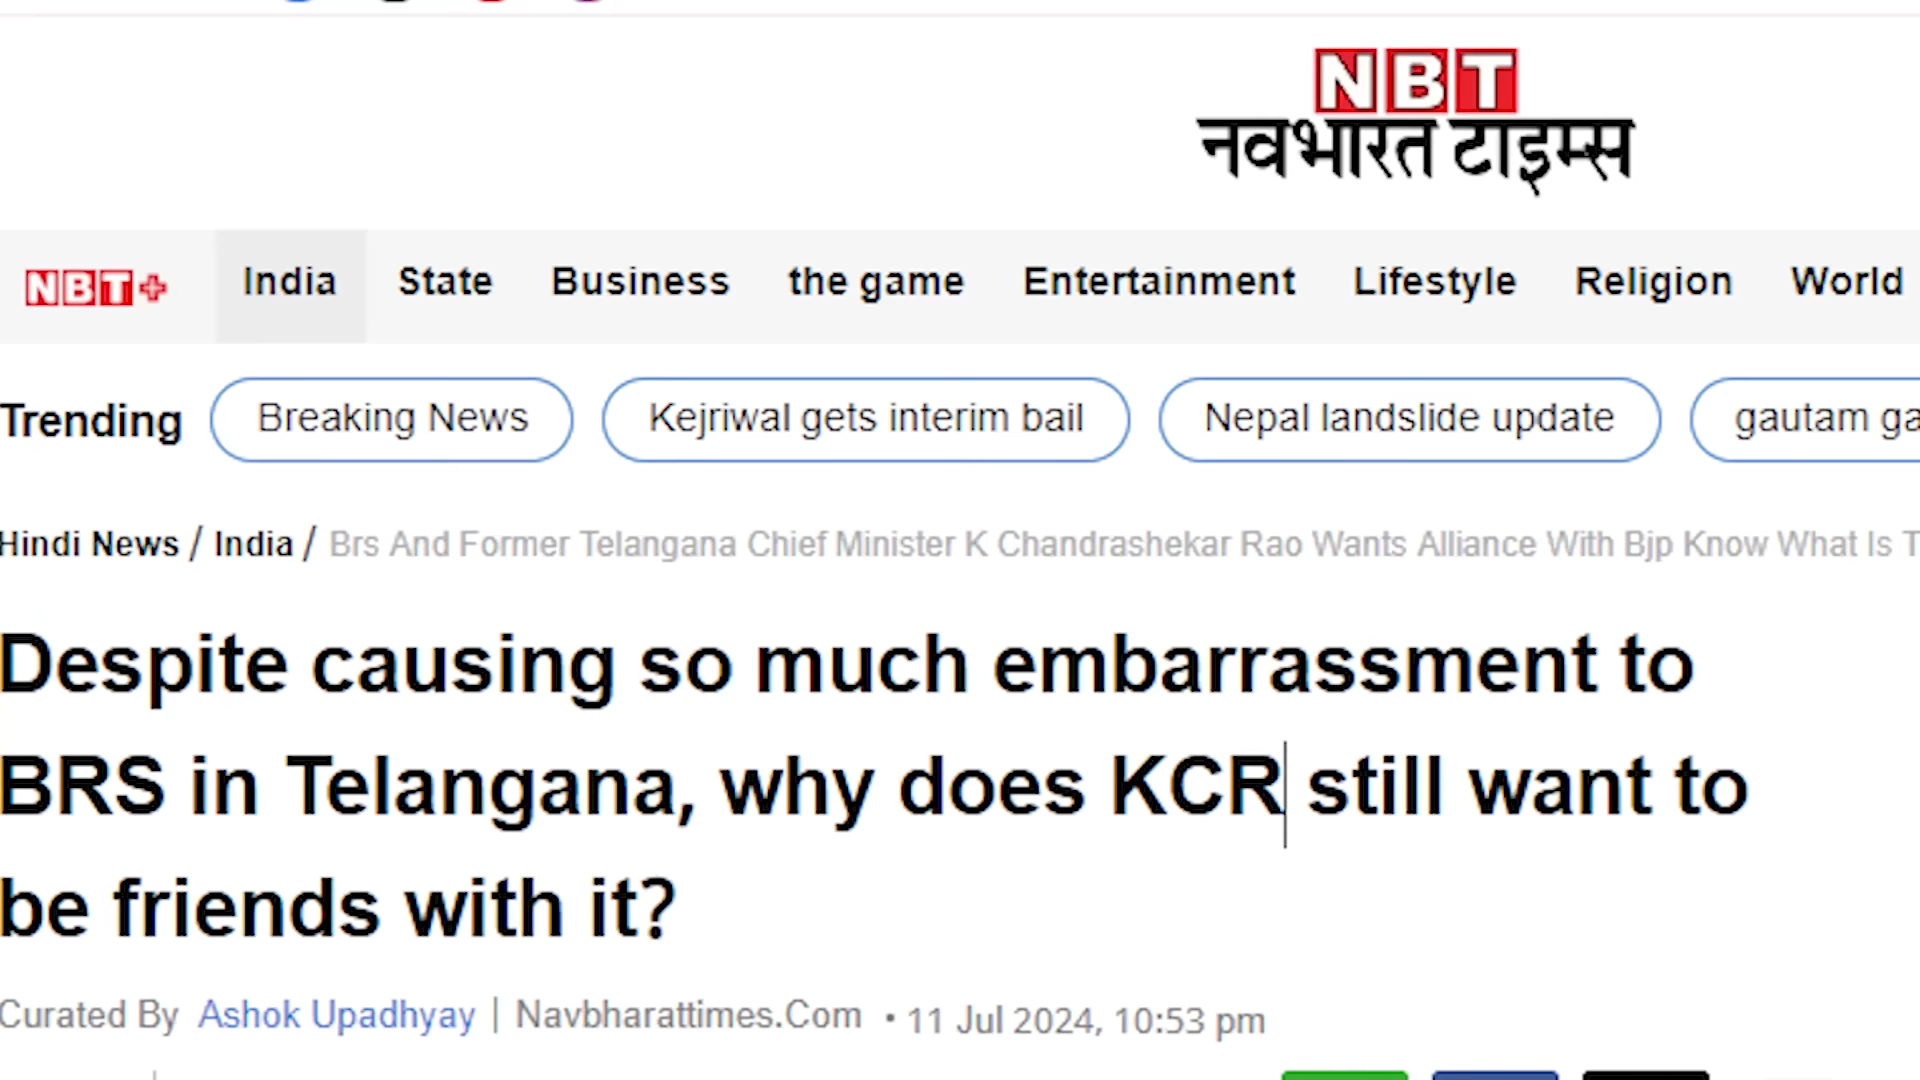 NBT
नवभारत टाइम्स
NBT+ India State Business the game Entertainment Lifestyle Religion World
Trending Breaking News Kejriwal gets interim bail Nepal landslide update gautam
Hindi News / India / Brs And Former Telangana Chief Minister K Chandrashekar Rao Wants Alliance With Bjp Know What Is
Despite causing so much embarrassment to
BRS in Telangana, why does KCR still want to
be friends with it?
Curated By Ashok Upadhyay | Navbharattimes.Com • 11 Jul 2024, 10:53 pm